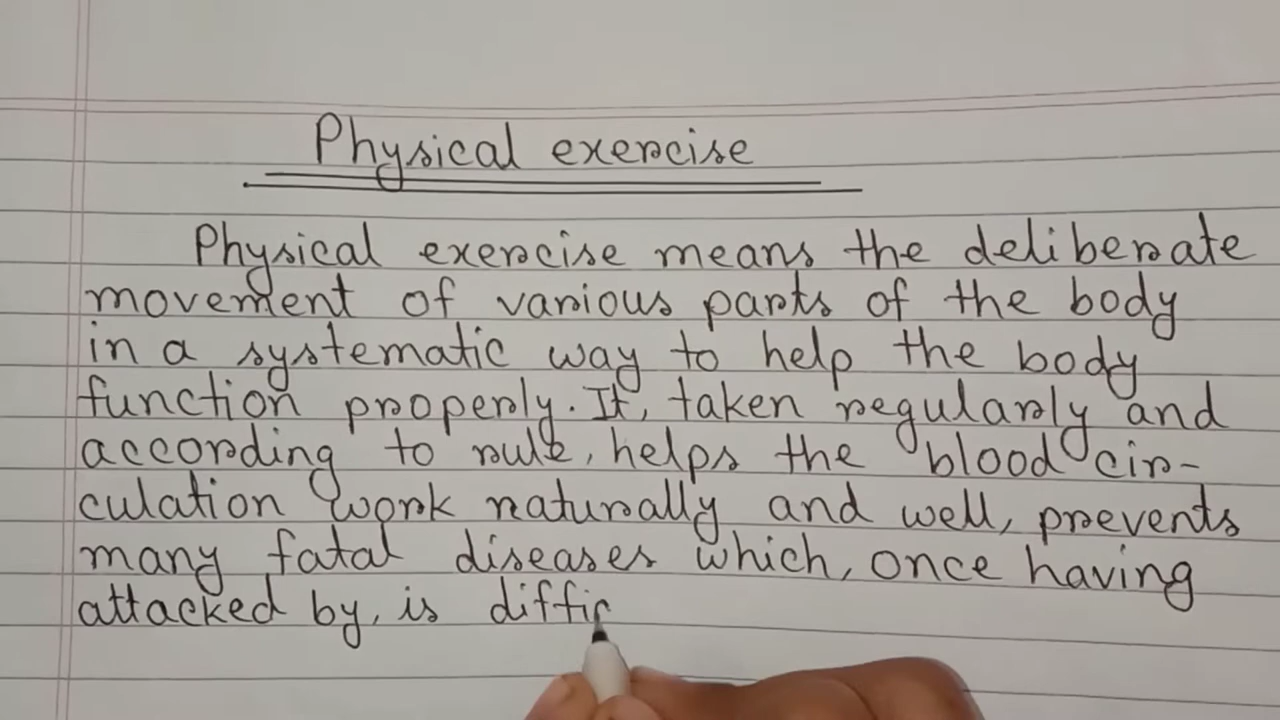 Physical exercise
Physical exercise means the deliberate
movement of various parts of the body
in a systematic way to help the body
function properly. It, taken regularly and
according to rule, helps the blood cir-
culation work naturally and well, prevents
many fatal diseases which, once having
attacked by, is diffic